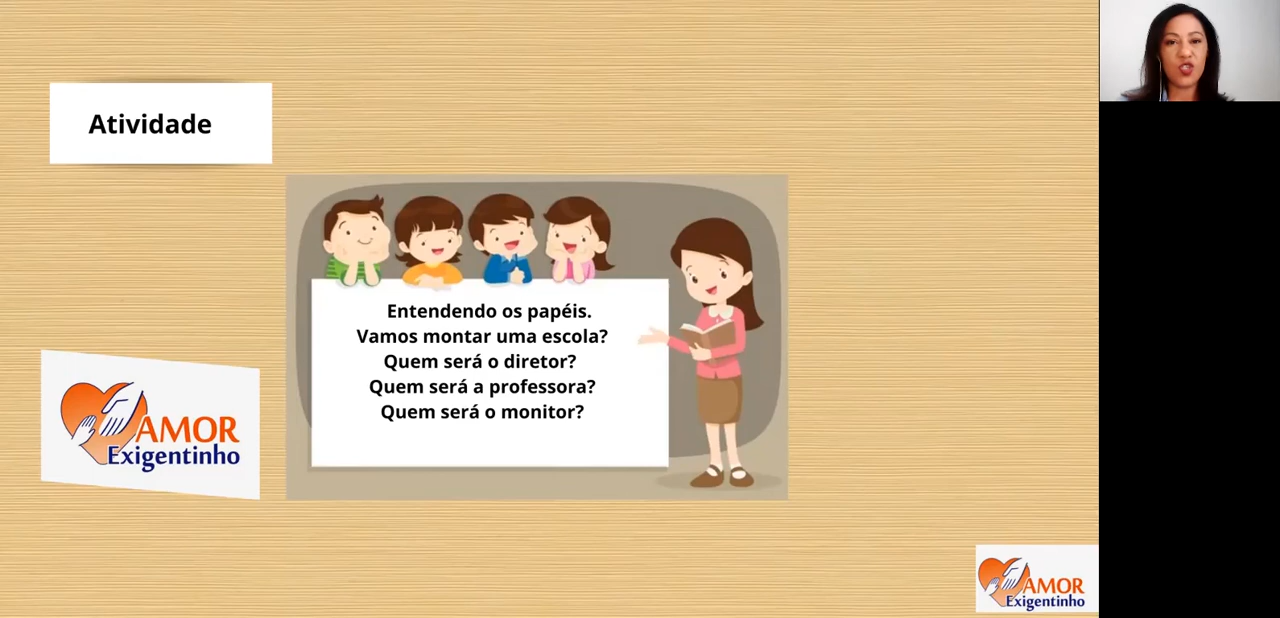 Atividade
Entendendo os papéis.
Vamos montar uma escola?
Quem será o diretor?
Quem será a professora?
Quem será o monitor?
AMOR
Exigentinho
AMOR
Exigentinho